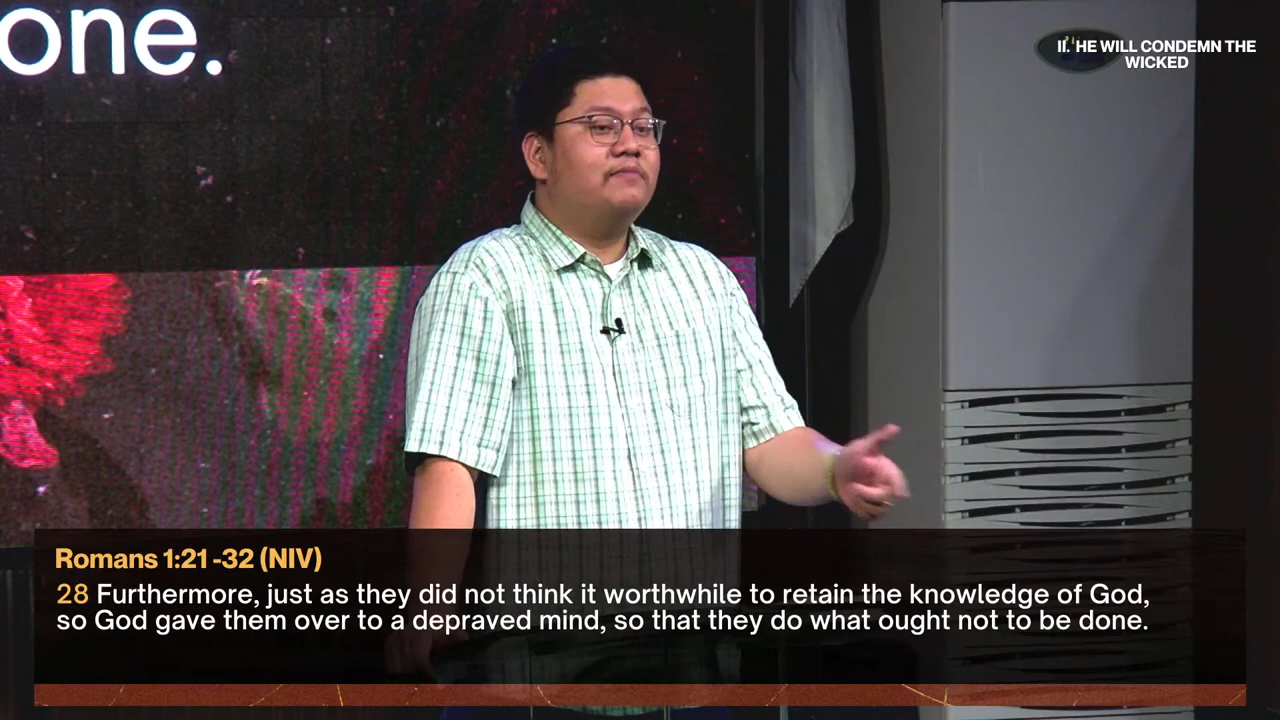 one.
II. HE WILL CONDEMN THE
WICKED
Romans 1:21 -32 (NIV)
28 Furthermore, just as they did not think it worthwhile to retain the knowledge of God,
so God gave them over to a depraved mind, so that they do what ought not to be done.